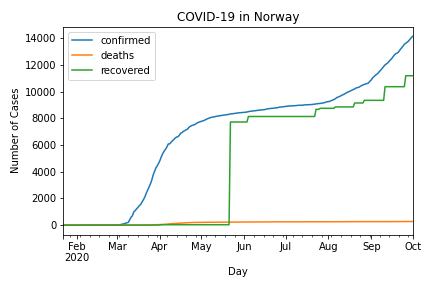 COVID-19 in Norway
confirmed
deaths
recovered
Number of Cases
14000
12000
10000
8000
6000
4000
2000
0
Feb Mar Apr May Jun Jul Aug Sep Oct
2020
Day